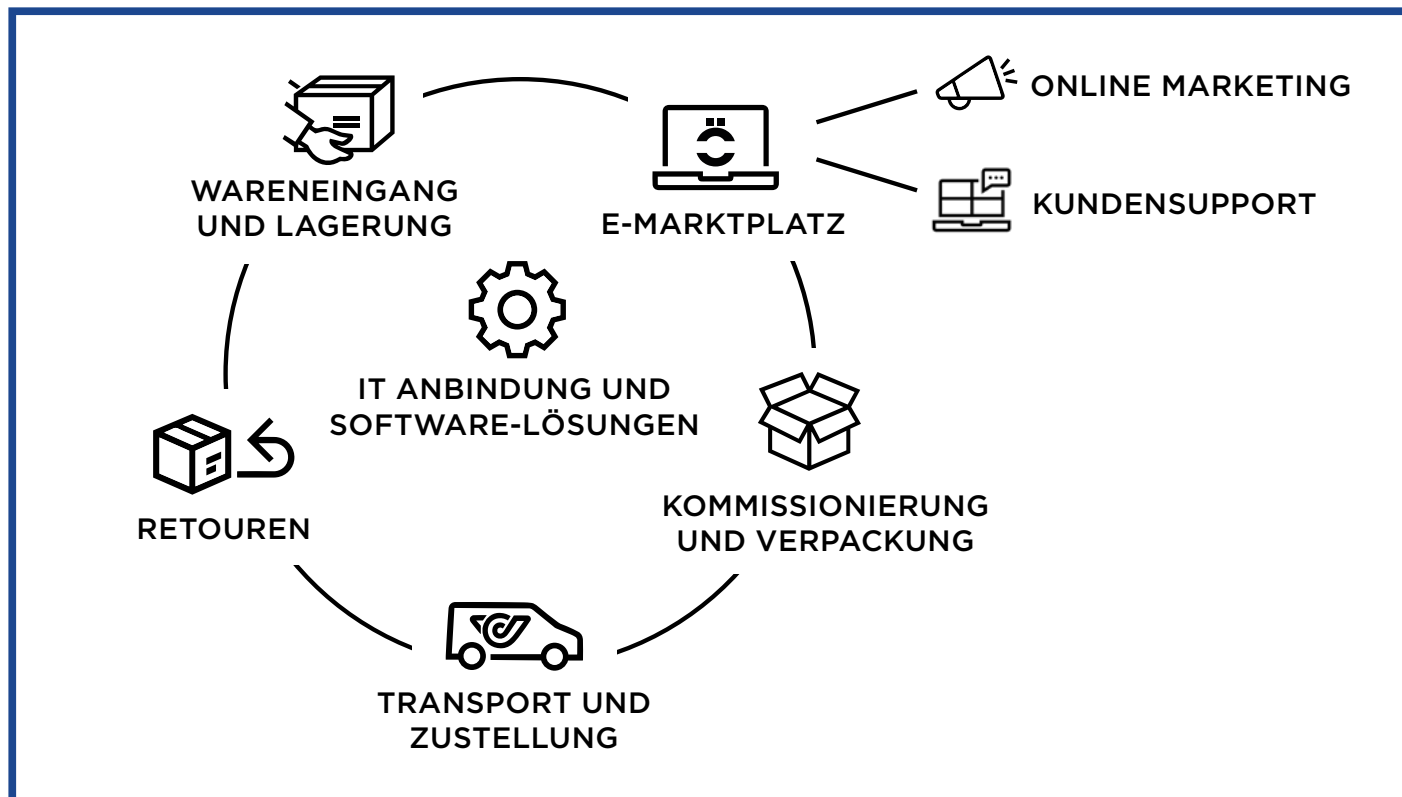 WARENEINGANG
UND LAGERUNG
Ö
E-MARKTPLATZ
ONLINE MARKETING
KUNDENSUPPORT
IT ANBINDUNG UND
SOFTWARE-LÖSUNGEN
RETOUREN
KOMMISSIONIERUNG
UND VERPACKUNG
TRANSPORT UND
ZUSTELLUNG